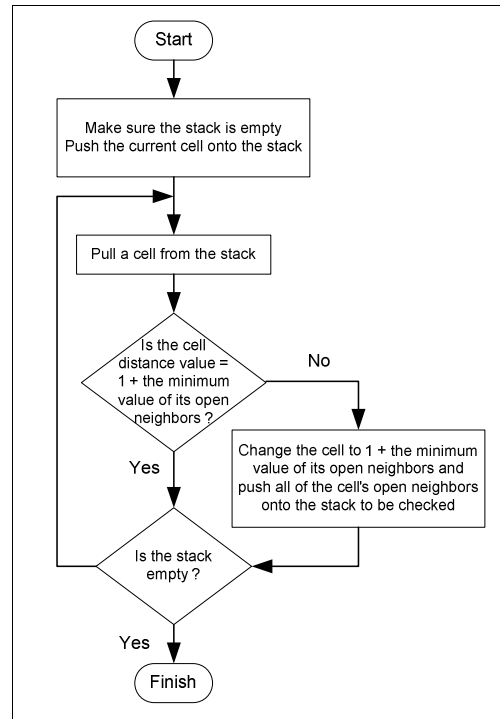 Start
Make sure the stack is empty
Push the current cell onto the stack
Pull a cell from the stack
Is the cell
distance value =
1 + the minimum
value of its open
neighbors ?
No
Change the cell to 1 + the minimum
value of its open neighbors and
push all of the cell's open neighbors
onto the stack to be checked
Yes
Is the stack
empty ?
Yes
Finish